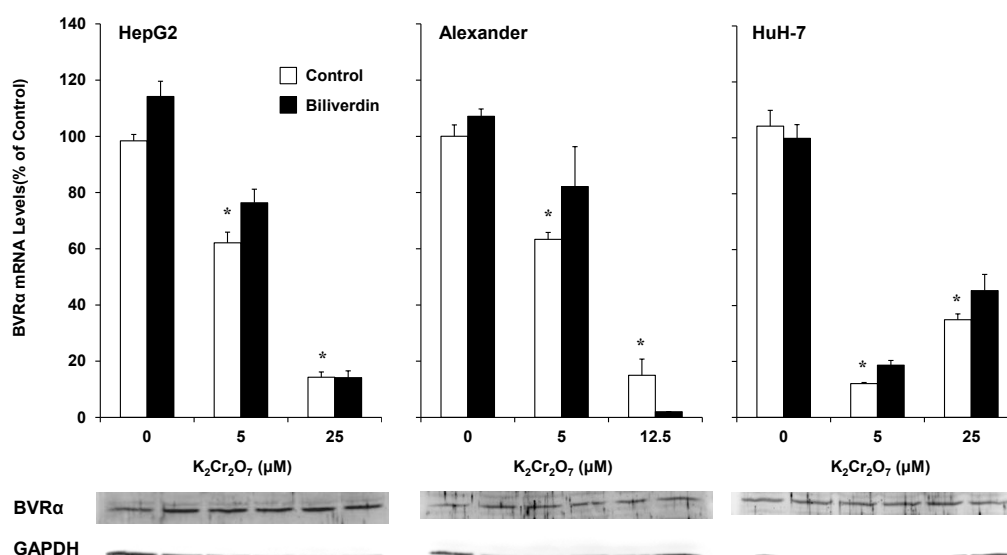 HepG2
Alexander
HuH-7
Control
Biliverdin
BVRα mRNA Levels(% of Control)
140
120
100
80
60
40
20
0
*
*
*
*
*
*
0 5 25
0 5 12.5
0 5 25
K₂Cr₂O₇ (µM)
K₂Cr₂O₇ (µM)
K₂Cr₂O₇ (µM)
BVRα
GAPDH